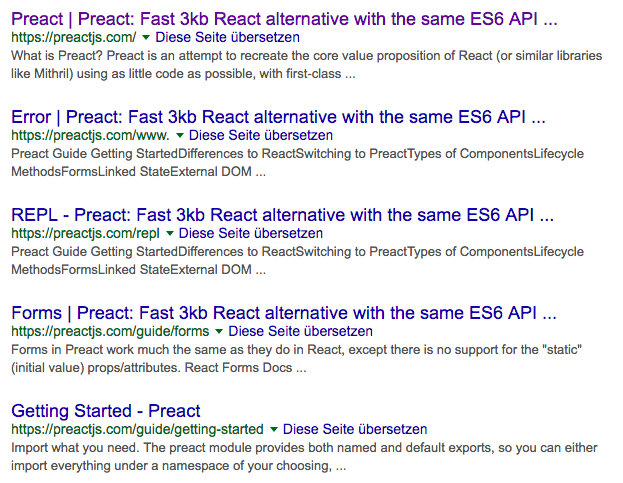 Preact | Preact: Fast 3kb React alternative with the same ES6 API ...
https://preactjs.com/ ▼ Diese Seite übersetzen
What is Preact? Preact is an attempt to recreate the core value proposition of React (or similar libraries
like Mithril) using as little code as possible, with first-class ...
Error | Preact: Fast 3kb React alternative with the same ES6 API ...
https://preactjs.com/www. ▼ Diese Seite übersetzen
Preact Guide Getting StartedDifferences to ReactSwitching to PreactTypes of ComponentsLifecycle
MethodsFormsLinked StateExternal DOM ...
REPL - Preact: Fast 3kb React alternative with the same ES6 API ...
https://preactjs.com/repl ▼ Diese Seite übersetzen
Preact Guide Getting StartedDifferences to ReactSwitching to PreactTypes of ComponentsLifecycle
MethodsFormsLinked StateExternal DOM ...
Forms | Preact: Fast 3kb React alternative with the same ES6 API ...
https://preactjs.com/guide/forms ▼ Diese Seite übersetzen
Forms in Preact work much the same as they do in React, except there is no support for the "static"
(initial value) props/attributes. React Forms Docs ...
Getting Started - Preact
https://preactjs.com/guide/getting-started ▼ Diese Seite übersetzen
Import what you need. The preact module provides both named and default exports, so you can either
import everything under a namespace of your choosing, ...